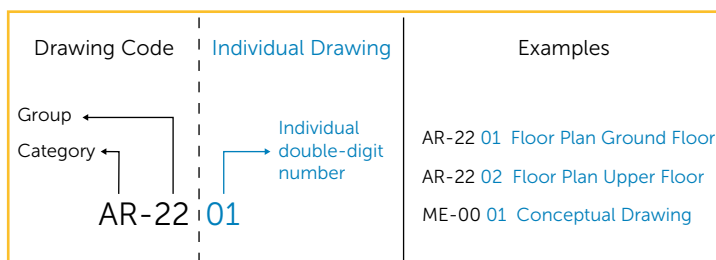 Drawing Code
Individual Drawing
Examples
Group
Category
Individual
double-digit
number
AR-22 01
AR-22 01 Floor Plan Ground Floor
AR-22 02 Floor Plan Upper Floor
ME-00 01 Conceptual Drawing